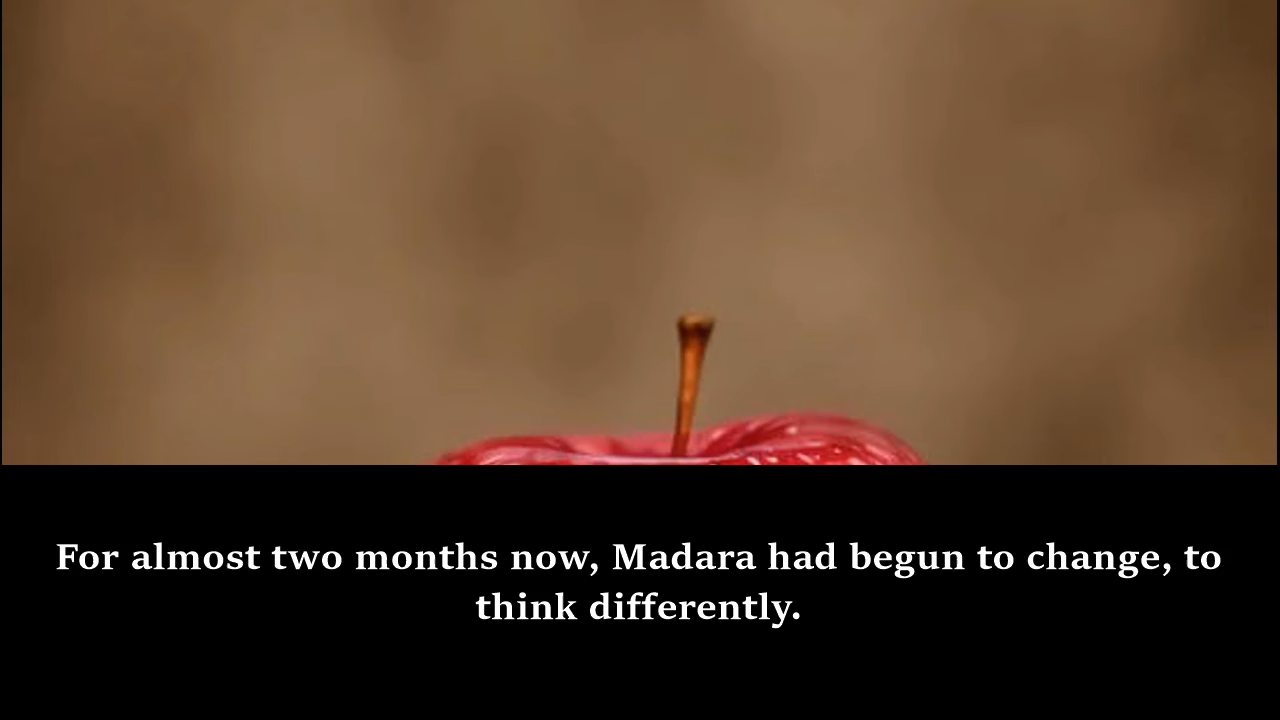 For almost two months now, Madara had begun to change, to
think differently.